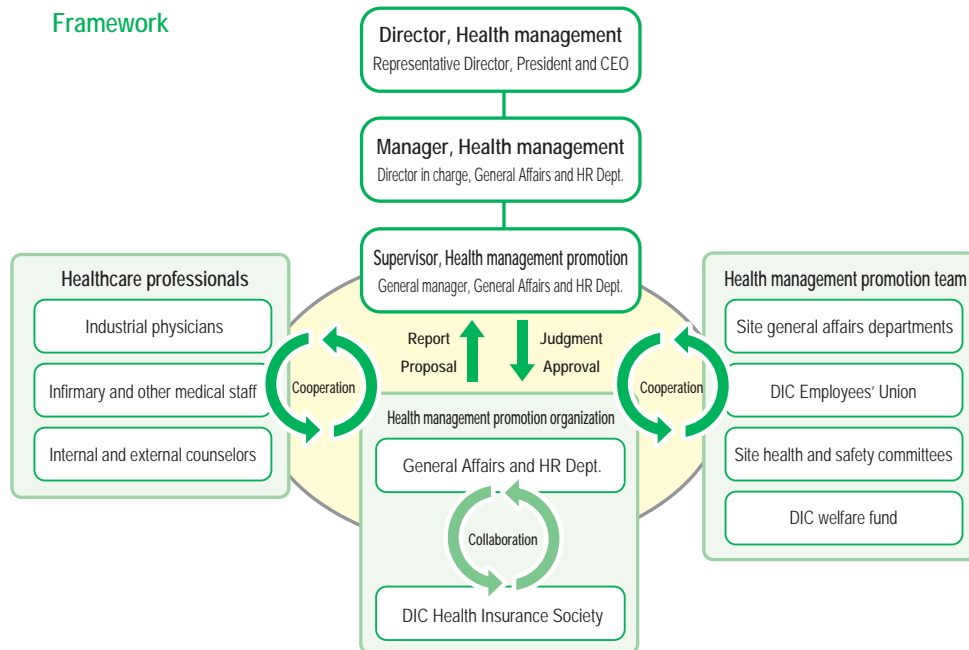 Framework
Director, Health management
Representative Director, President and CEO
Manager, Health management
Director in charge, General Affairs and HR Dept.
Supervisor, Health management promotion
General manager, General Affairs and HR Dept.
Healthcare professionals
Industrial physicians
Infirmary and other medical staff
Internal and external counselors
Cooperation
Report
Proposal
Judgment
Approval
Cooperation
Health management promotion team
Site general affairs departments
DIC Employees’ Union
Site health and safety committees
DIC welfare fund
Health management promotion organization
General Affairs and HR Dept.
Collaboration
DIC Health Insurance Society